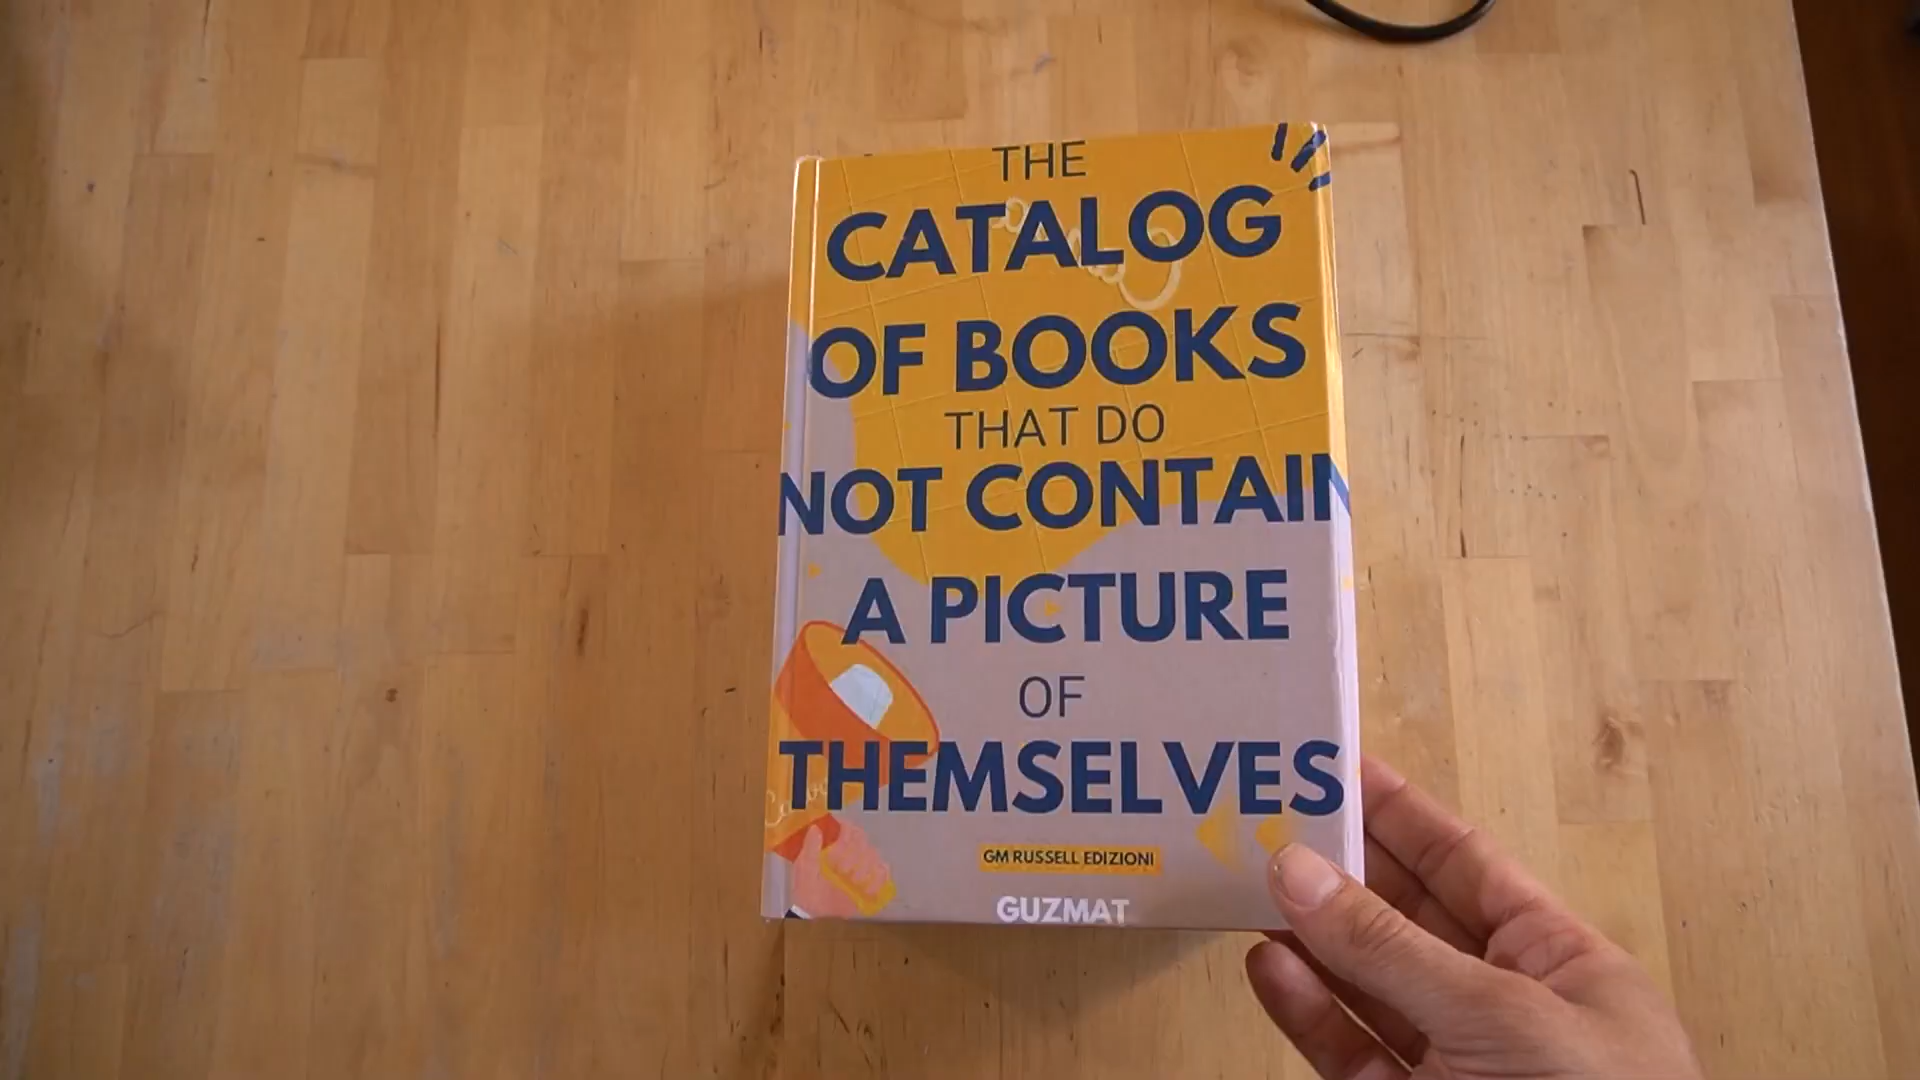 THE
CATALOG
OF BOOKS
THAT DO
NOT CONTAIN
A PICTURE
OF
THEMSELVES
GM RUSSELL EDIZIONI
GUZMAT